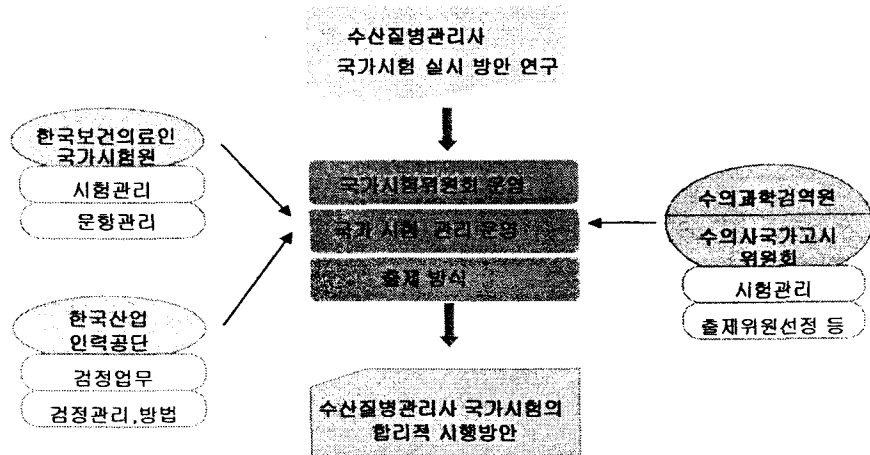 수산질병관리사
국가시험 실시 방안 연구
한국보건의료인
국가시험원
시험관리
문항관리
한국산업
인력공단
검정업무
검정관리,방법
국가시험위원회 운영
국가 시험 관리 운영
출제 방식
수의과학검역원
수의사국가고시
위원회
시험관리
출제위원선정 등
수산질병관리사 국가시험의
합리적 시행방안